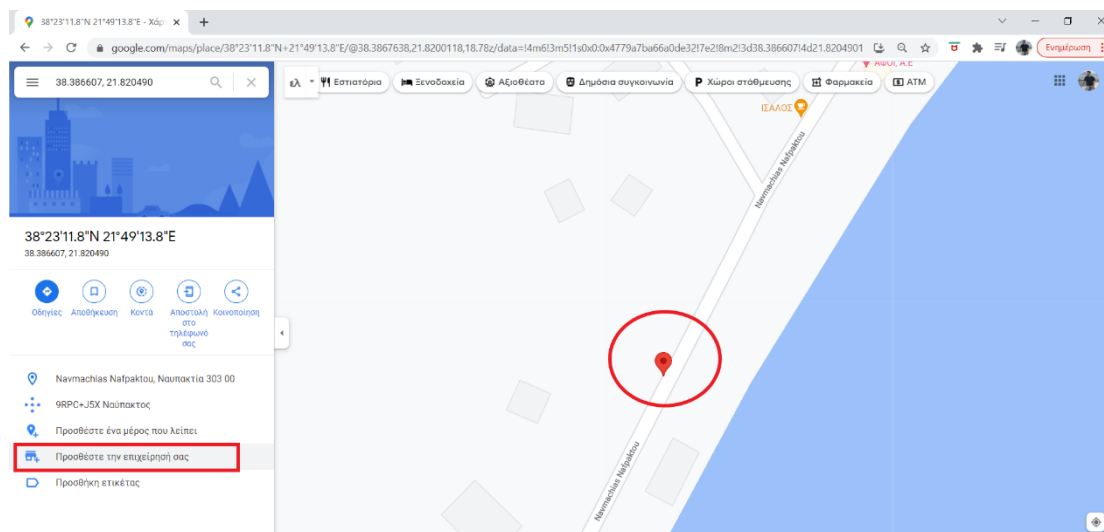 38°23'11.8"N 21°49'13.8"E - Χάρτ
google.com/maps/place/38°23'11.8"N+21°49'13.8"E/@38.3867638,21.8200118,18.78z/data=!4m6!3m5!1s0x0:0x4779a7ba66a0de32!7e2!8m2!3d38.386607!4d21.8204901
Ενημέρωση
38.386607, 21.820490
ελ
Εστιατόρια
Ξενοδοχεία
Αξιοθέατα
Δημόσια συγκοινωνία
Χώροι στάθμευσης
Φαρμακεία
ATM
ΑΦΟΙ, Α.Ε
ΙΣΑΛΟΣ
Navmachias Nafpaktou
38°23'11.8"N 21°49'13.8"E
38.386607, 21.820490
Οδηγίες
Αποθήκευση
Κοντά
Αποστολή
στο
τηλέφωνό
σας
Κοινοποίηση
Navmachias Nafpaktou, Ναυπακτία 303 00
9RPC+J5X Ναύπακτος
Προσθέστε ένα μέρος που λείπει
Προσθέστε την επιχείρησή σας
Προσθήκη ετικέτας
Navmachias Nafpaktou